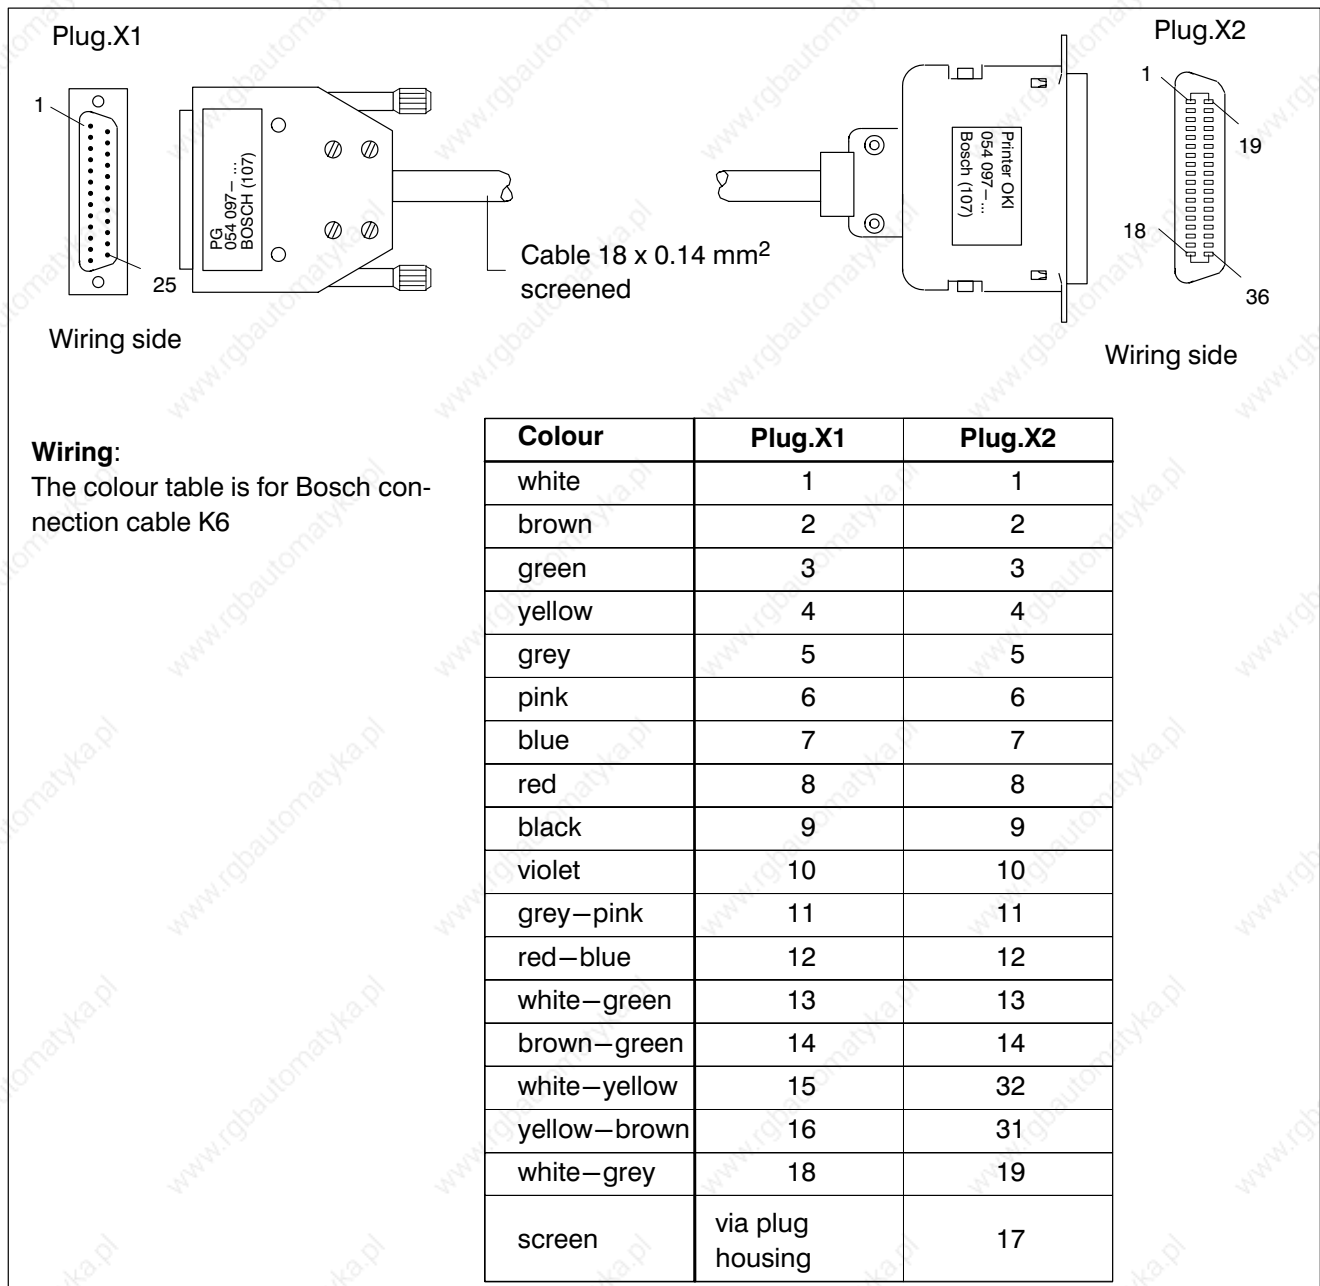 Plug.X1
Plug.X2
1
25
PG
054 097— ...
BOSCH (107)
Wiring side
Cable 18 x 0.14 mm2
screened
Printer OKI
054 097— ...
Bosch (107)
1
19
18
36
Wiring side
Wiring:
The colour table is for Bosch con-
nection cable K6
Colour Plug.X1 Plug.X2
white 1 1
brown 2 2
green 3 3
yellow 4 4
grey 5 5
pink 6 6
blue 7 7
red 8 8
black 9 9
violet 10 10
grey—pink 11 11
red—blue 12 12
white—green 13 13
brown—green 14 14
white—yellow 15 32
yellow—brown 16 31
white—grey 18 19
screen via plug housing 17
www.rgbautomatyka.pl